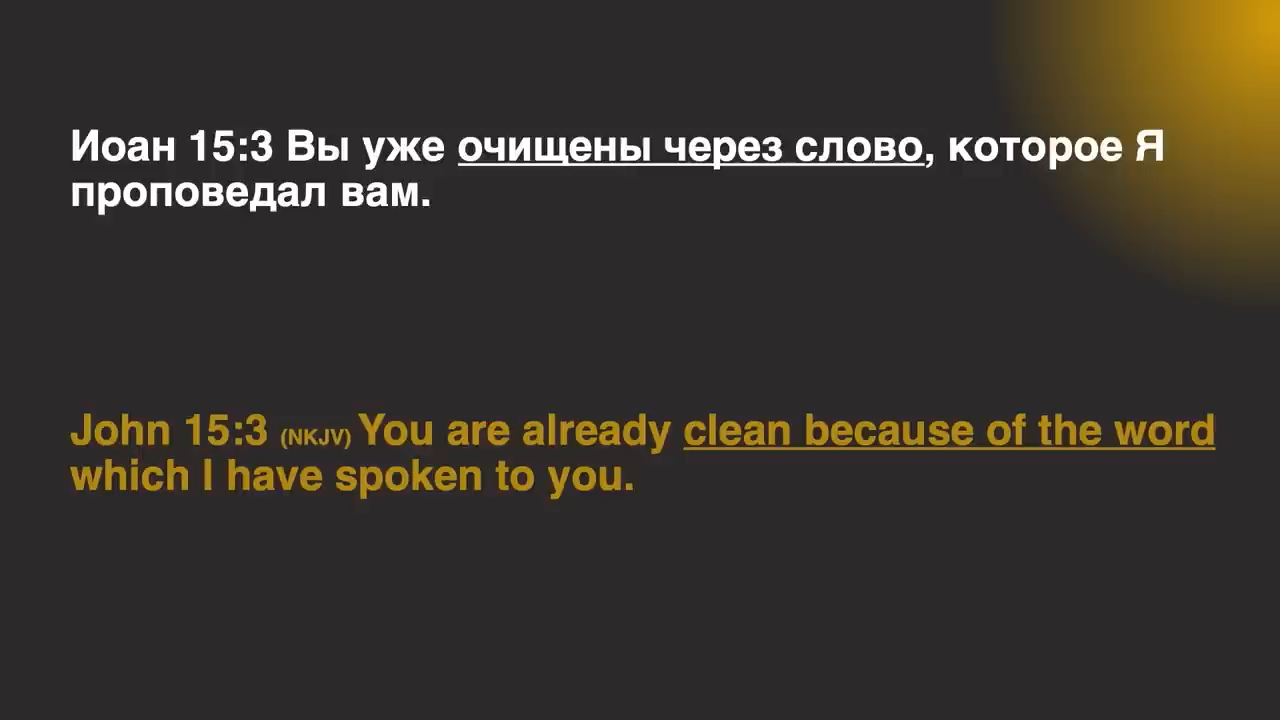 Иоан 15:3 Вы уже очищены через слово, которое Я
проповедал вам.
John 15:3 (NKJV) You are already clean because of the word
which I have spoken to you.